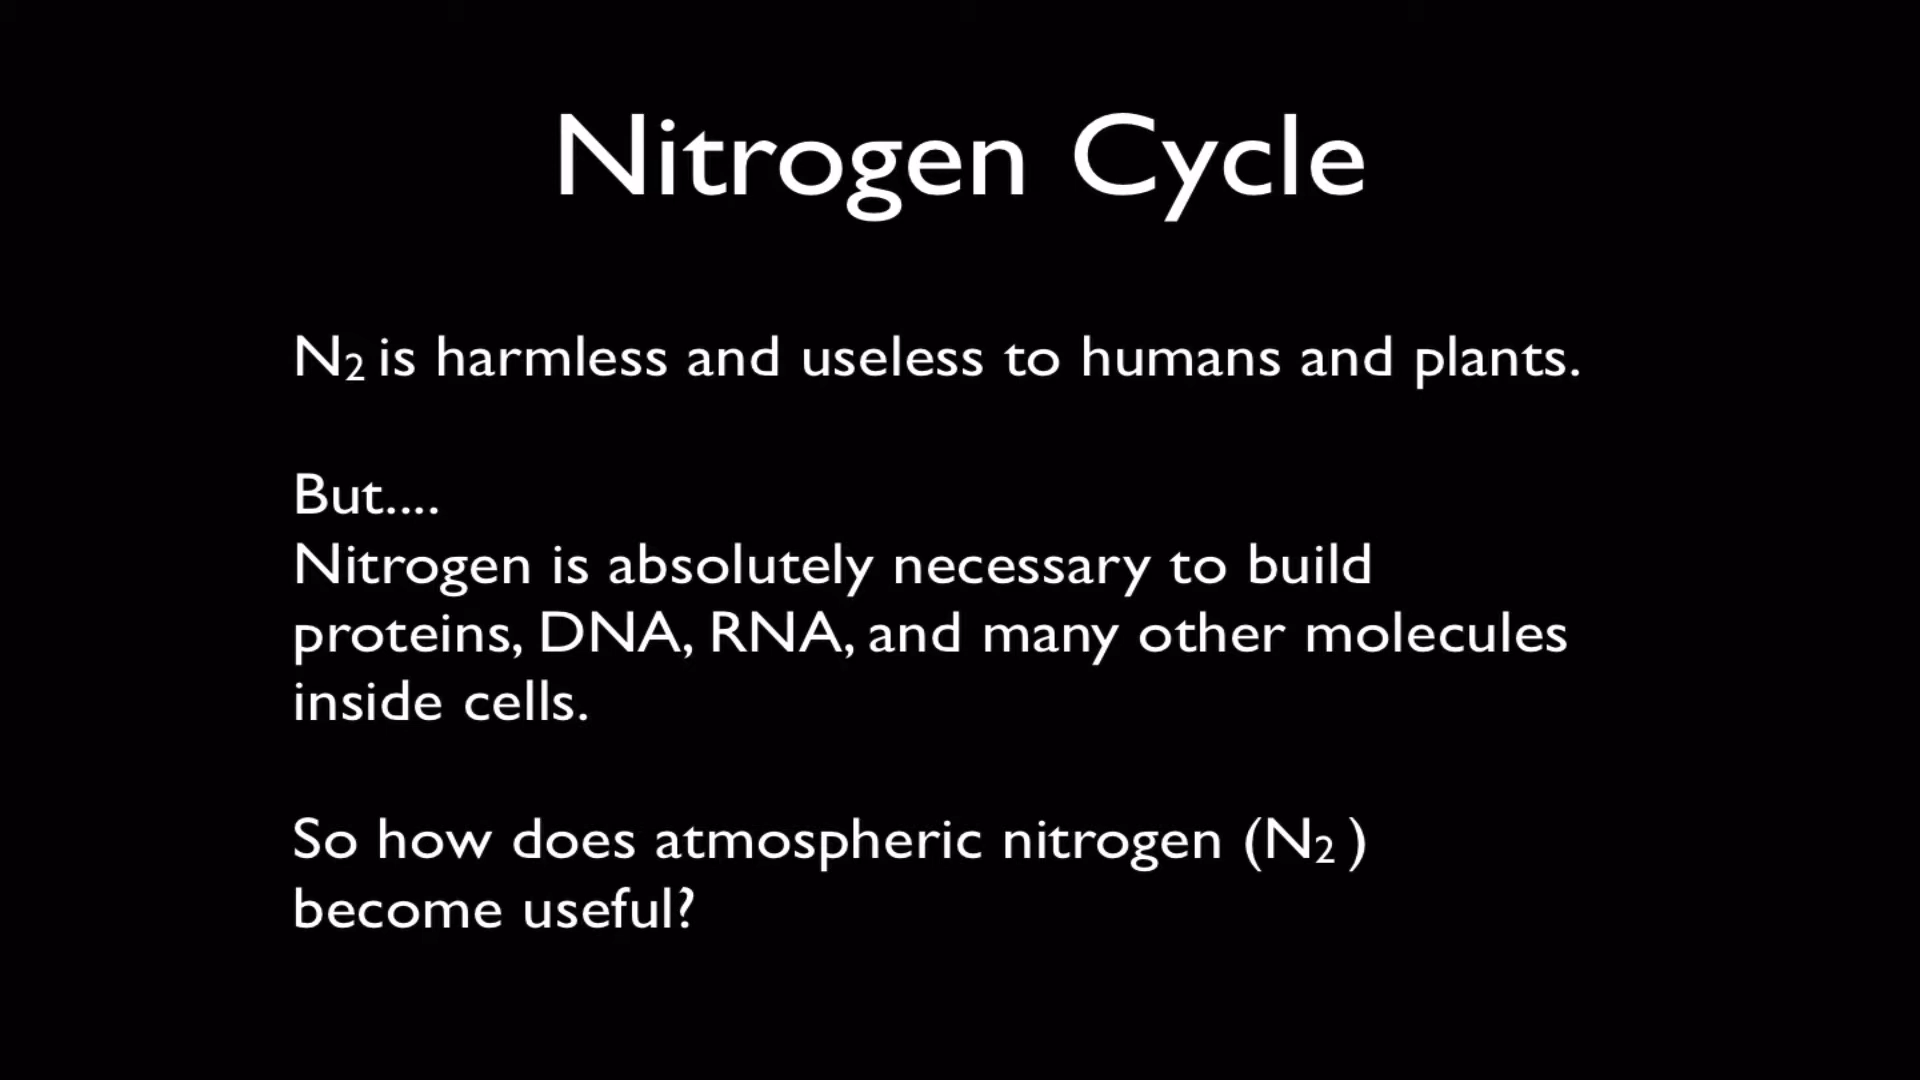 Nitrogen Cycle
N2 is harmless and useless to humans and plants.
But....
Nitrogen is absolutely necessary to build
proteins, DNA, RNA, and many other molecules
inside cells.
So how does atmospheric nitrogen (N2 )
become useful?